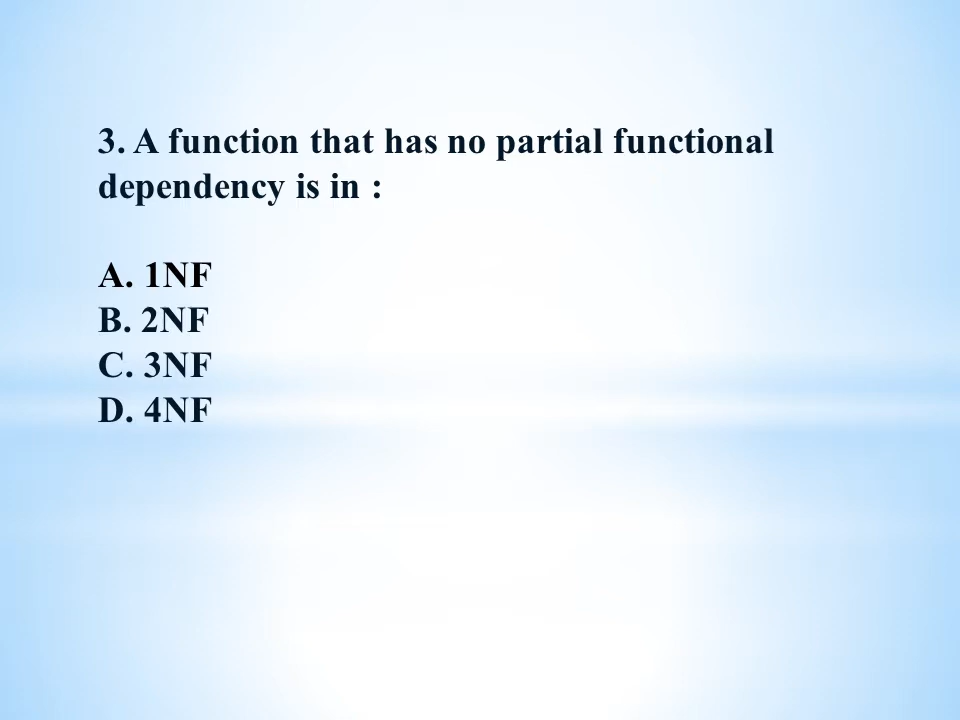 3. A function that has no partial functional
dependency is in :
A. 1NF
B. 2NF
C. 3NF
D. 4NF